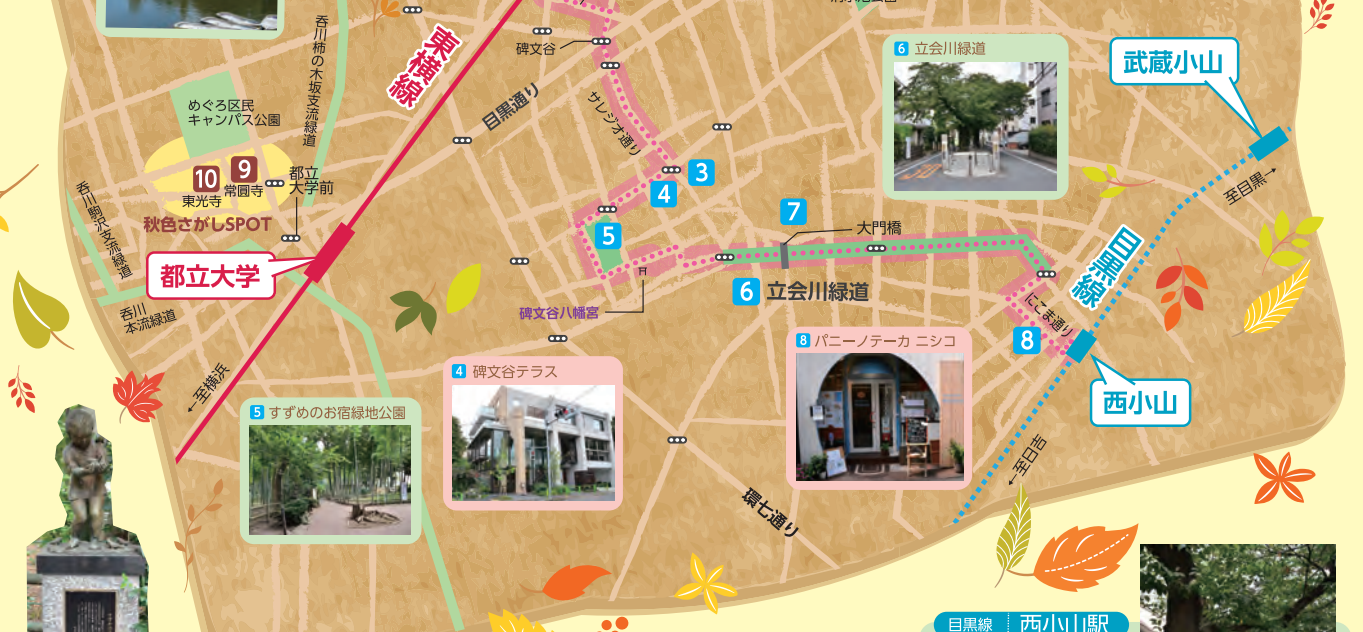 呑川柿の木坂支流緑道
東横線
碑文谷
目黒通り
サレジオ通り
6 立会川緑道
武蔵小山
至目黒→
めぐろ区民
キャンパス公園
10
9
東光寺
常圓寺
都立
大学前
秋色さがしSPOT
呑川駒沢支流緑道
都立大学
呑川
本流緑道
←至横浜
3
4
5
7
大門橋
6 立会川緑道
碑文谷八幡宮
目黒線
にこま通り
8
西小山
←至日吉
5 すずめのお宿緑地公園
4 碑文谷テラス
8 パニーノテーカ ニシコ
環七通り
目黒線 西小山駅